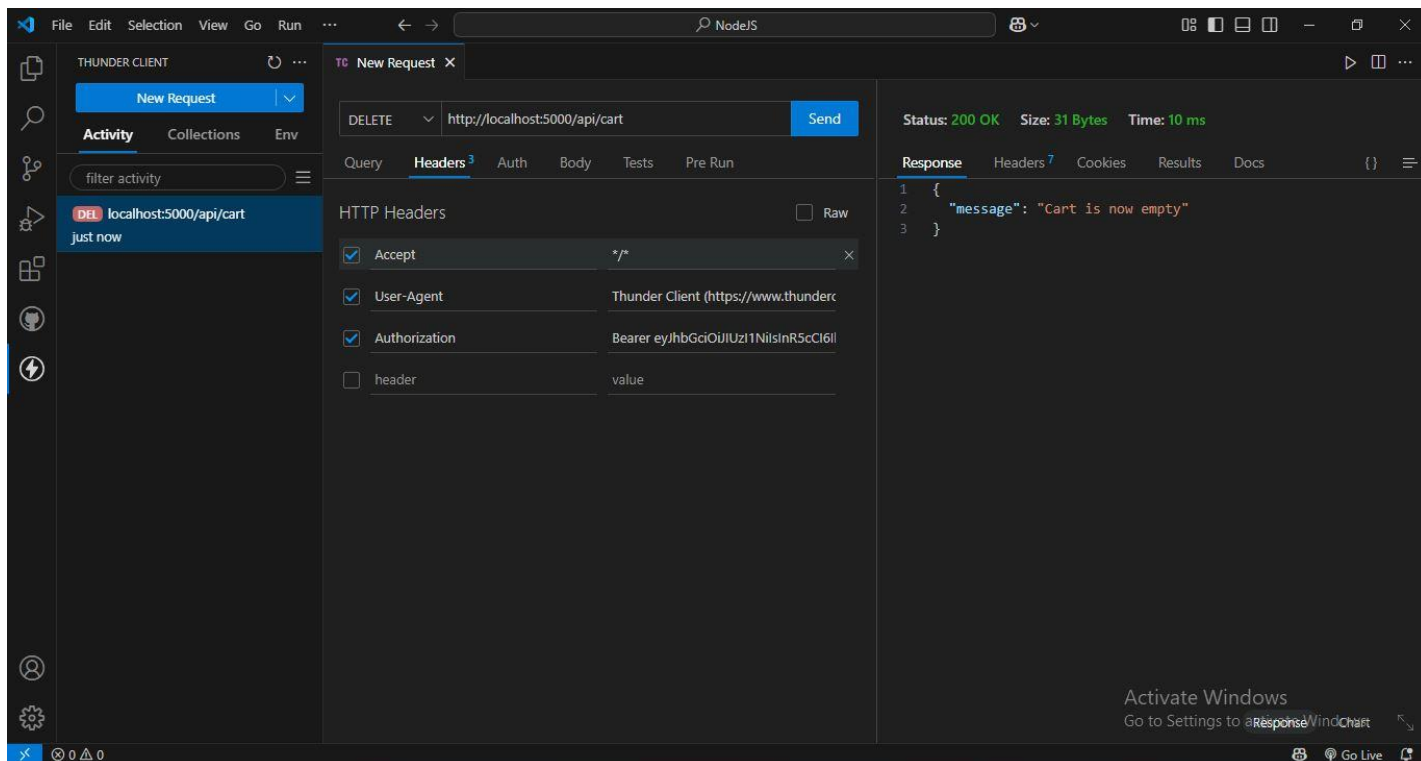 File Edit Selection View Go Run ··· NodeJS
THUNDER CLIENT
New Request
Activity Collections Env
filter activity
DEL localhost:5000/api/cart
just now
TC New Request
DELETE http://localhost:5000/api/cart Send
Query Headers 3 Auth Body Tests Pre Run
HTTP Headers Raw
Accept */*
User-Agent Thunder Client (https://www.thunderc
Authorization Bearer
header value
Status: 200 OK Size: 31 Bytes Time: 10 ms
Response Headers 7 Cookies Results Docs {}
1 {
2 "message": "Cart is now empty"
3 }
Activate Windows
Go to Settings to activate Windows.
Response Chart
0 0 Go Live